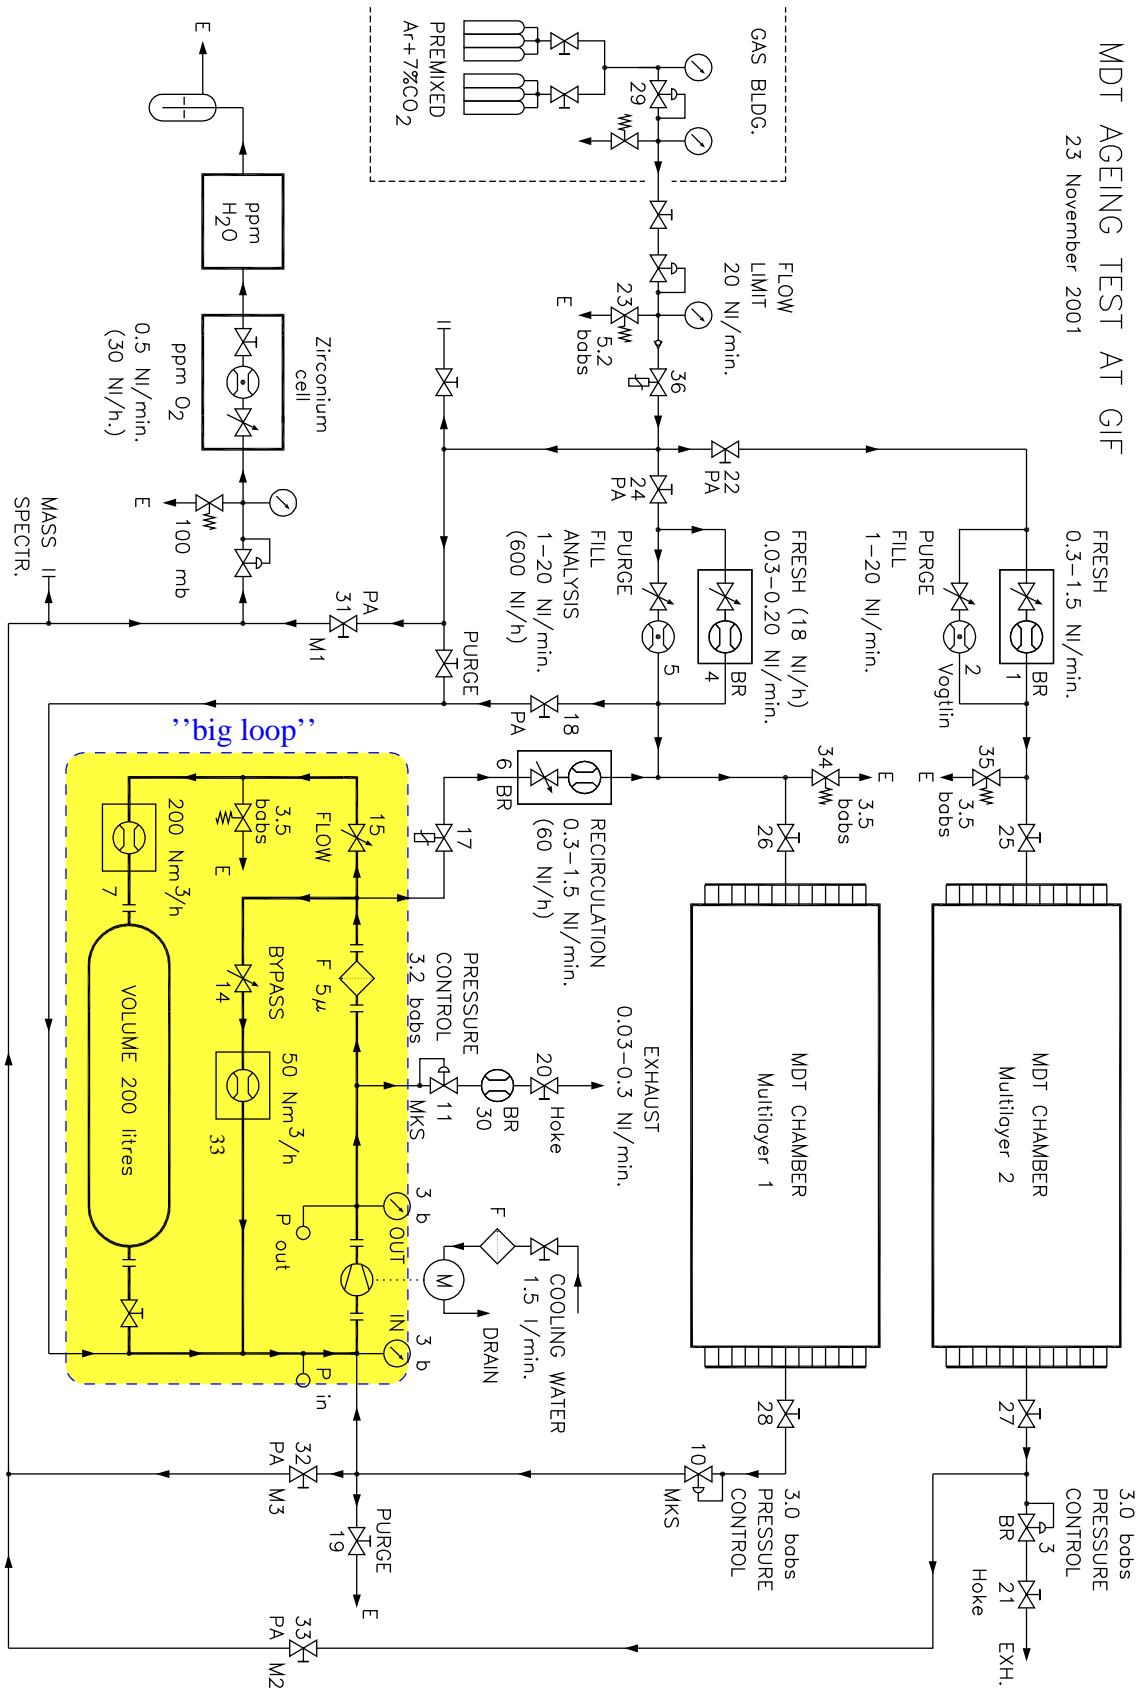 MDT AGEING TEST AT GIF
23 November 2001
GAS BLDG.
PREMIXED
Ar+7%CO2
29
FLOW
LIMIT
20 Nl/min.
23
E
5.2
babs
36
22
PA
24
PA
FRESH
0.3–1.5 Nl/min.
1
BR
PURGE
FILL
1–20 Nl/min.
2
Vogtlin
FRESH (18 Nl/h)
0.03–0.20 Nl/min.
4
BR
PURGE
FILL
ANALYSIS
1–20 Nl/min.
(600 Nl/h)
5
35
E
3.5
babs
25
34
E
3.5
babs
26
MDT CHAMBER
Multilayer 2
MDT CHAMBER
Multilayer 1
27
3.0 babs
PRESSURE
CONTROL
3
BR
21
Hoke
EXH.
28
10
MKS
3.0 babs
PRESSURE
CONTROL
E
ppm
H2O
Zirconium
cell
ppm O2
0.5 Nl/min.
(30 Nl/h.)
E
100 mb
MASS
SPECTR.
PA
31
M1
PURGE
18
PA
6 BR
RECIRCULATION
0.3–1.5 Nl/min.
(60 Nl/h)
17
''big loop''
15
FLOW
3.5
babs
E
200 Nm3/h
7
VOLUME 200 litres
BYPASS
14
50 Nm3/h
33
F 5μ
PRESSURE
CONTROL
3.2 babs
11
MKS
BR
30
20
Hoke
EXHAUST
0.03–0.3 Nl/min.
3 b
OUT
P out
3 b
IN
P in
F
M
COOLING WATER
1.5 l/min.
DRAIN
32
PA M3
PURGE
19
E
33
PA M2